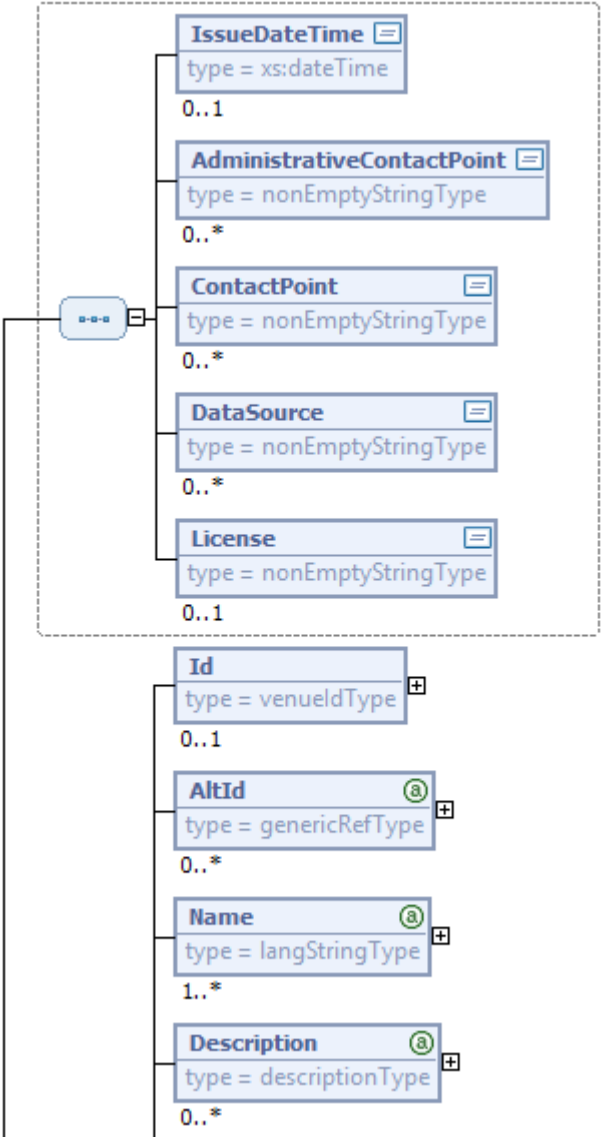 IssueDateTime
type = xs:dateTime
0..1
AdministrativeContactPoint
type = nonEmptyStringType
0..*
ContactPoint
type = nonEmptyStringType
0..*
DataSource
type = nonEmptyStringType
0..*
License
type = nonEmptyStringType
0..1
Id
type = venueIdType
0..1
AltId a
type = genericRefType
0..*
Name a
type = langStringType
1..*
Description a
type = descriptionType
0..*